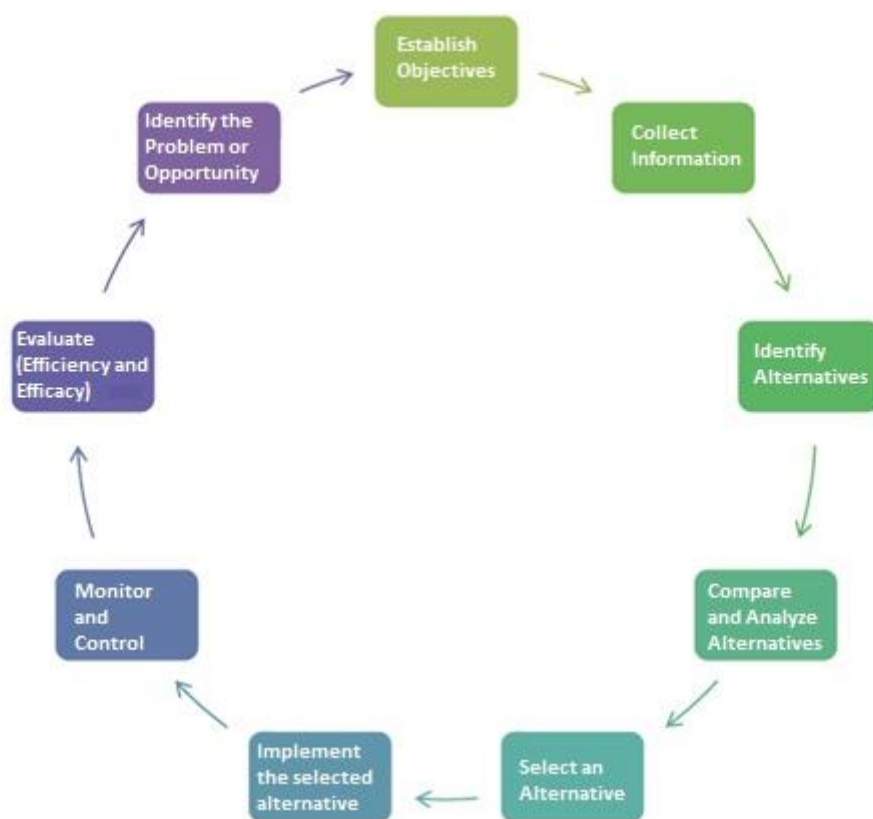 Establish
Objectives
Collect
Information
Identify
Alternatives
Compare
and Analyze
Alternatives
Select an
Alternative
Implement
the selected
alternative
Monitor
and
Control
Evaluate
(Efficiency and
Efficacy)
Identify the
Problem or
Opportunity